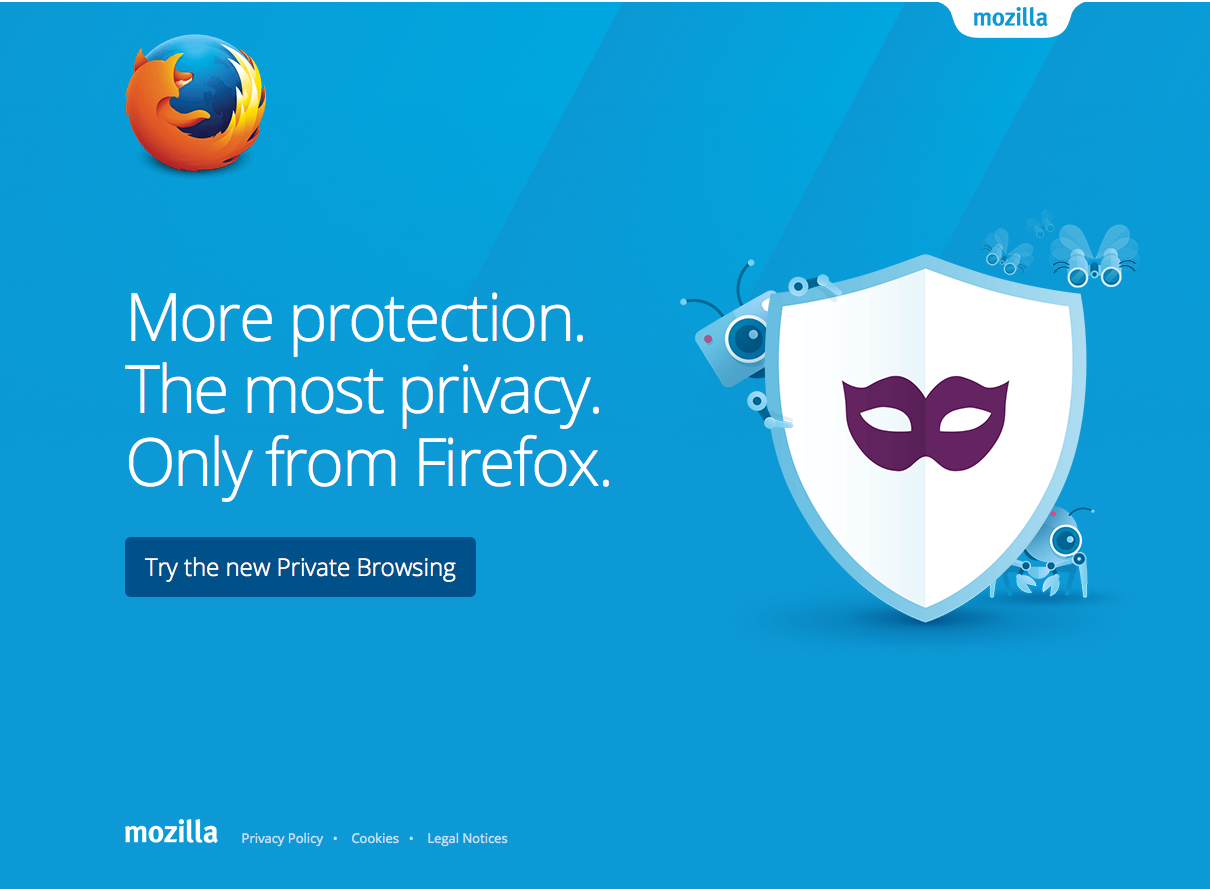 mozilla
More protection.
The most privacy.
Only from Firefox.
Try the new Private Browsing
mozilla Privacy Policy • Cookies • Legal Notices